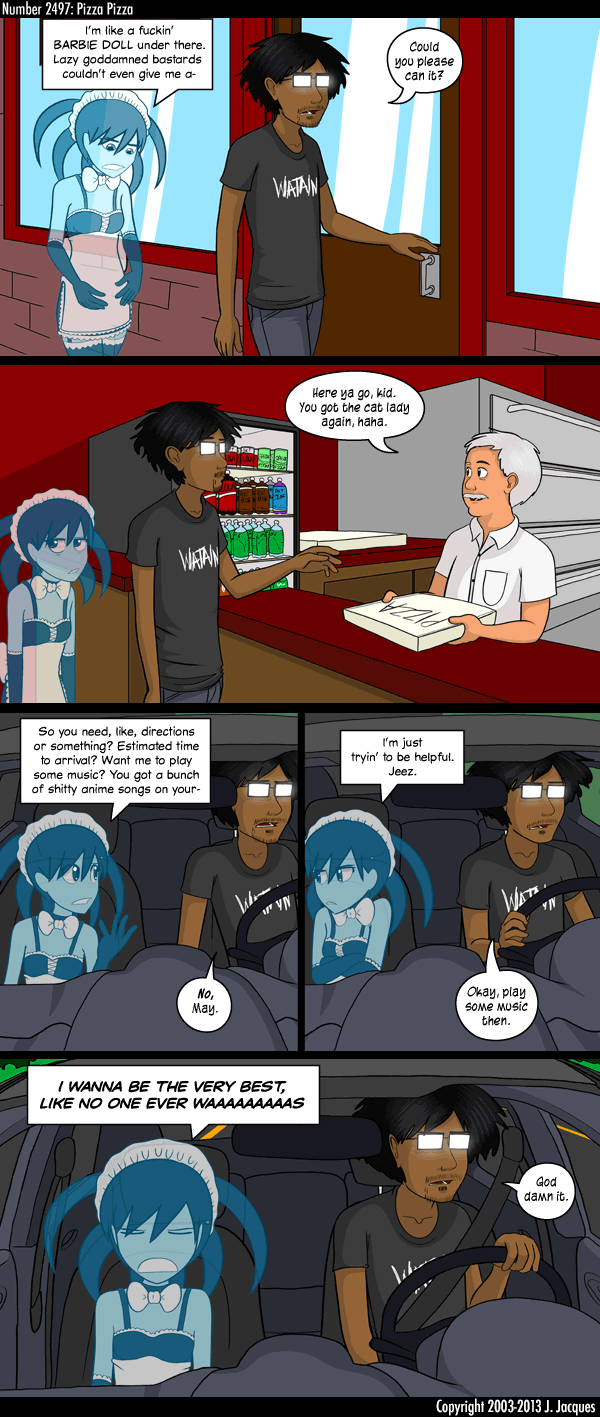 Number 2497: Pizza Pizza
I'm like a fuckin'
BARBIE DOLL under there.
Lazy goddamned bastards
couldn't even give me a-
Could
you please
can it?
WATAIN
Here ya go, kid.
You got the cat lady
again, haha.
WATAIN
PIZZA
So you need, like, directions
or something? Estimated time
to arrival? Want me to play
some music? You got a bunch
of shitty anime songs on your-
No,
May.
I'm just
tryin' to be helpful.
Jeez.
WATAIN
Okay, play
some music
then.
I WANNA BE THE VERY BEST,
LIKE NO ONE EVER WAAAAAAAAAS
God
damn it.
Copyright 2003-2013 J. Jacques